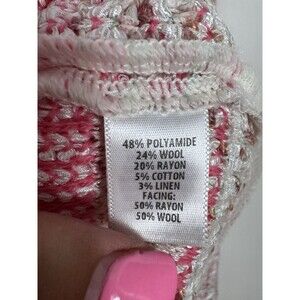 48% POLYAMIDE
24% WOOL
20% RAYON
5% COTTON
3% LINEN
FACING:
50% RAYON
50% WOOL